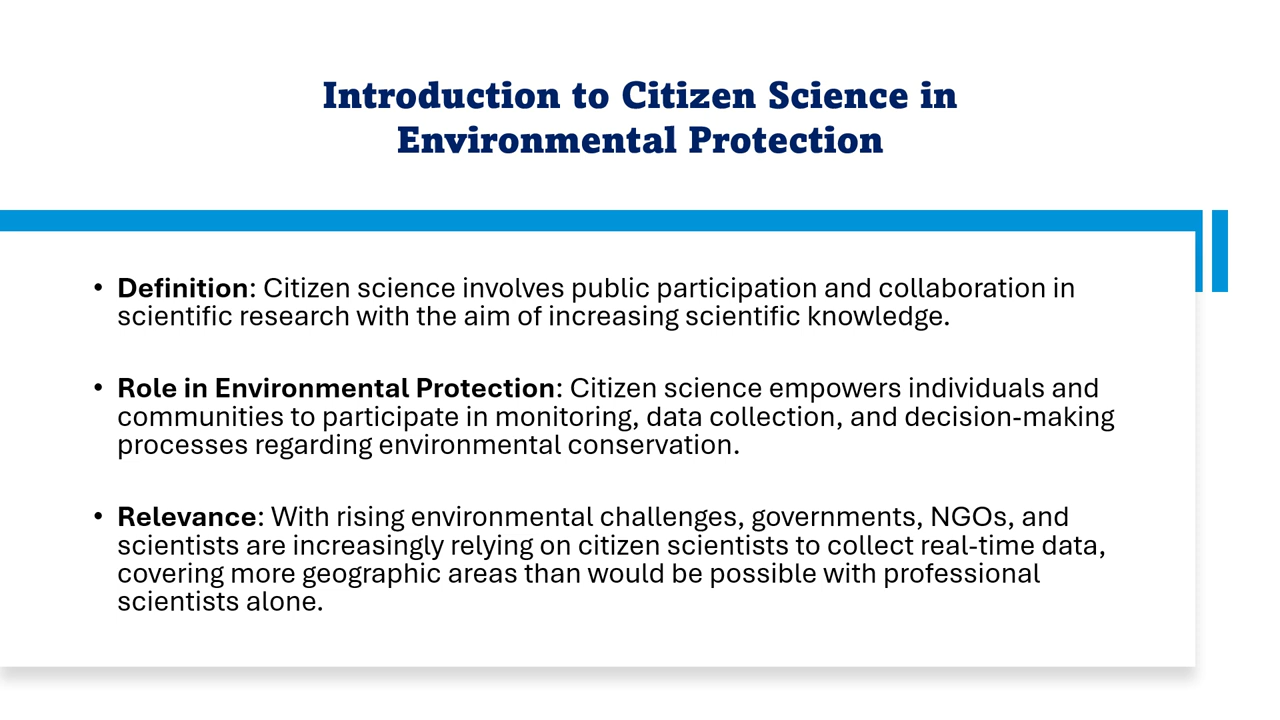 Introduction to Citizen Science in
Environmental Protection
• Definition: Citizen science involves public participation and collaboration in
scientific research with the aim of increasing scientific knowledge.
• Role in Environmental Protection: Citizen science empowers individuals and
communities to participate in monitoring, data collection, and decision-making
processes regarding environmental conservation.
• Relevance: With rising environmental challenges, governments, NGOs, and
scientists are increasingly relying on citizen scientists to collect real-time data,
covering more geographic areas than would be possible with professional
scientists alone.